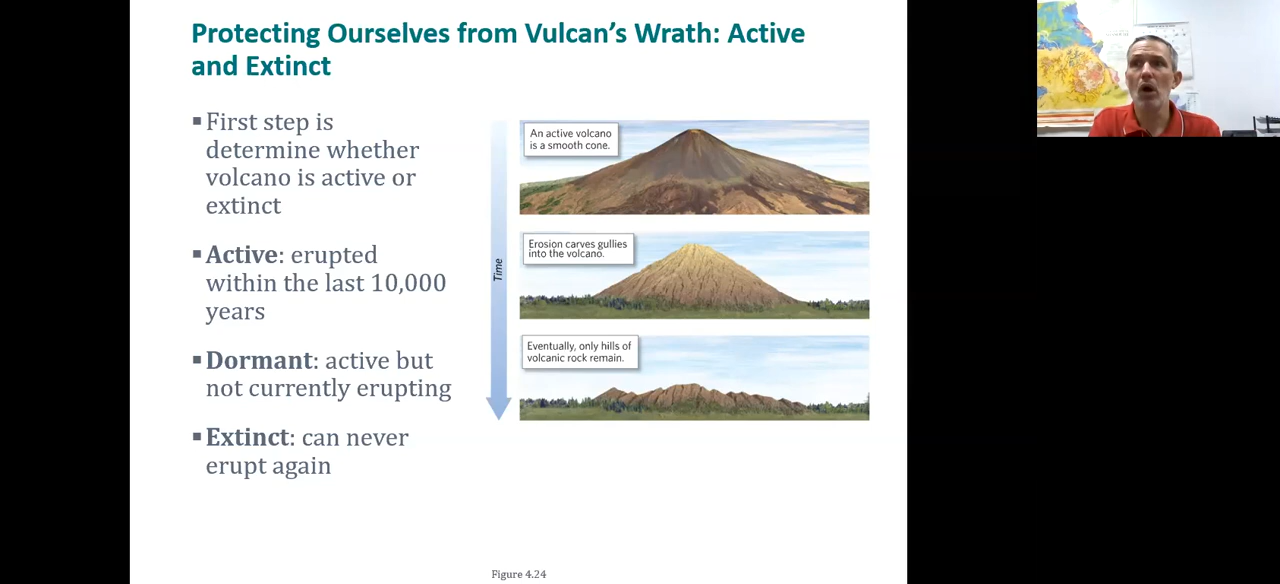 Protecting Ourselves from Vulcan’s Wrath: Active
and Extinct
▪First step is
determine whether
volcano is active or
extinct
▪Active: erupted
within the last 10,000
years
▪Dormant: active but
not currently erupting
▪Extinct: can never
erupt again
Time
An active volcano
is a smooth cone.
Erosion carves gullies
into the volcano.
Eventually, only hills of
volcanic rock remain.
Figure 4.24